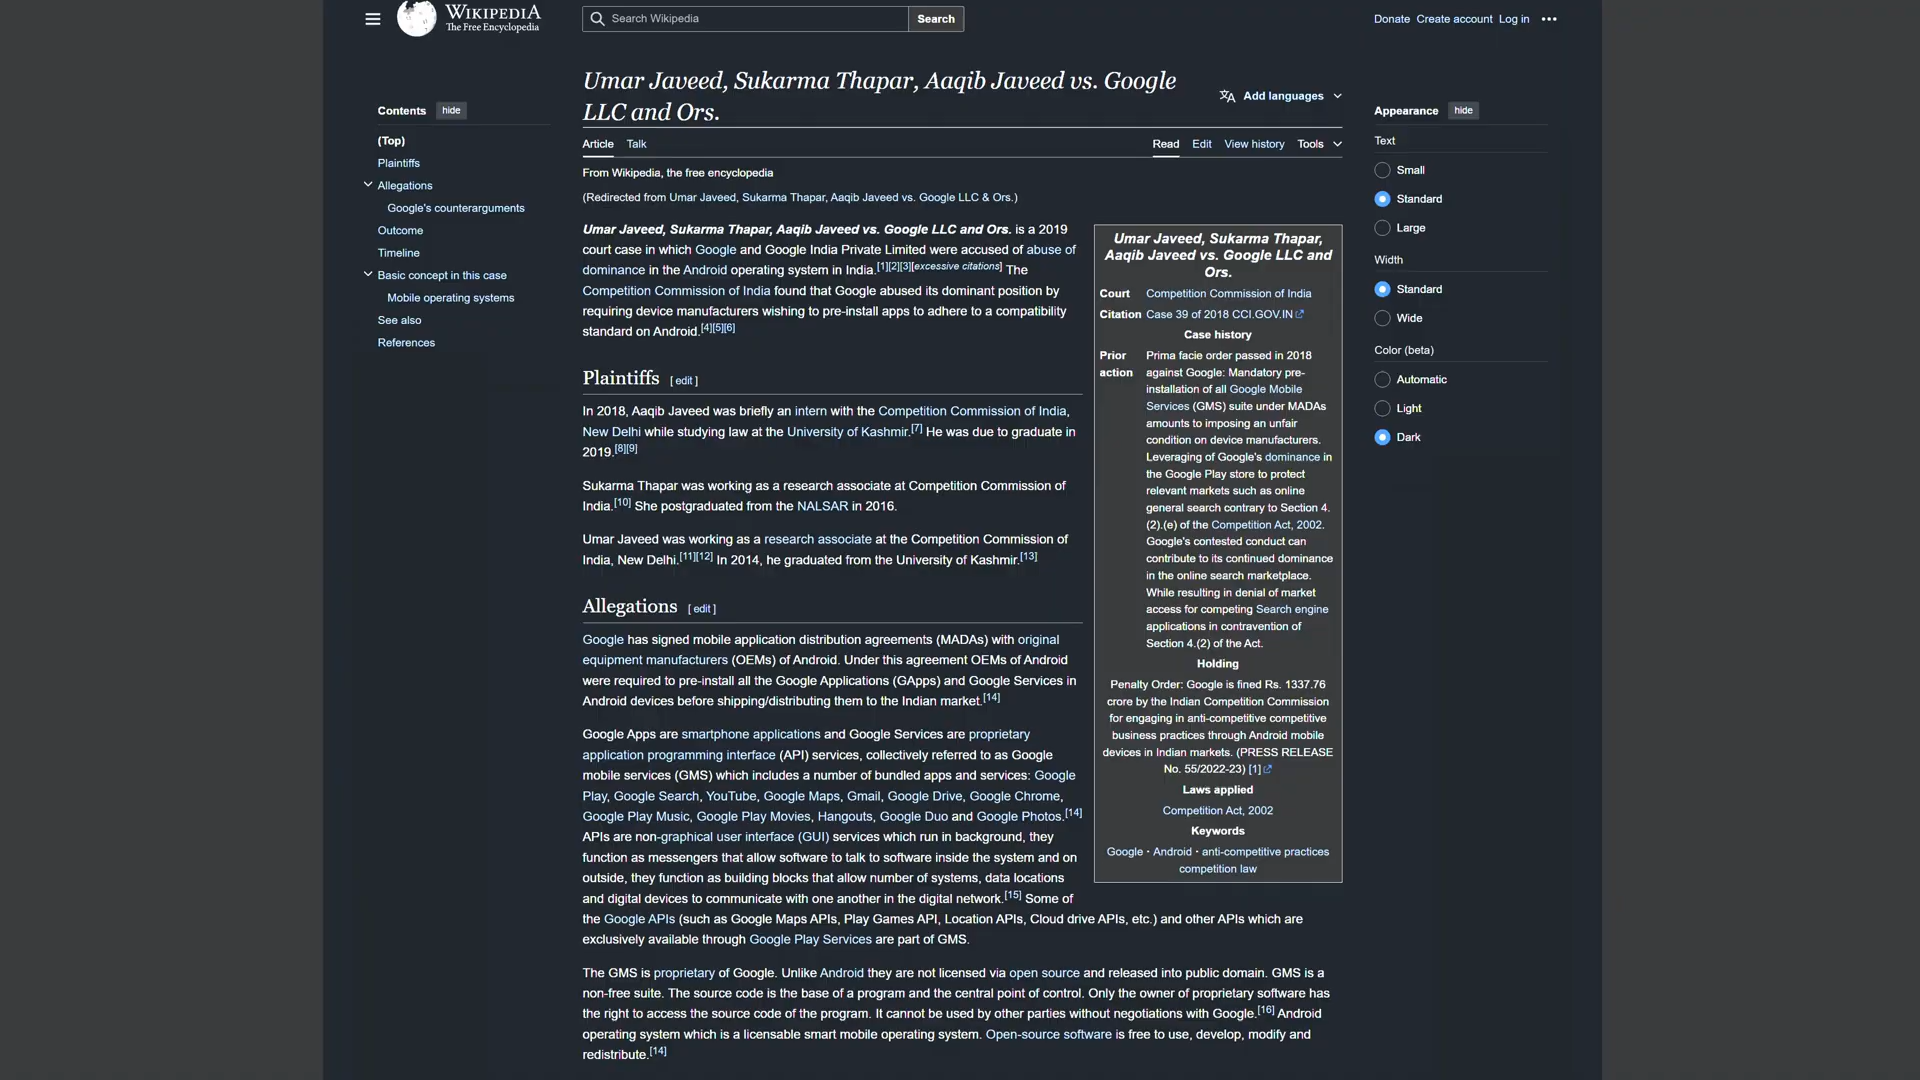 WIKIPEDIA
The Free Encyclopedia
Search Wikipedia
Search
Donate Create account Log in
Umar Javeed, Sukarma Thapar, Aaqib Javeed vs. Google
LLC and Ors.
Add languages
Contents hide
(Top)
Plaintiffs
Allegations
Google's counterarguments
Outcome
Timeline
Basic concept in this case
Mobile operating systems
See also
References
Article Talk
Read Edit View history Tools
From Wikipedia, the free encyclopedia
(Redirected from Umar Javeed, Sukarma Thapar, Aaqib Javeed vs. Google LLC & Ors.)
Umar Javeed, Sukarma Thapar, Aaqib Javeed vs. Google LLC and Ors. is a 2019
court case in which Google and Google India Private Limited were accused of abuse of
dominance in the Android operating system in India.[1][2][3][excessive citations] The
Competition Commission of India found that Google abused its dominant position by
requiring device manufacturers wishing to pre-install apps to adhere to a compatibility
standard on Android.[4][5][6]
Plaintiffs [ edit ]
In 2018, Aaqib Javeed was briefly an intern with the Competition Commission of India,
New Delhi while studying law at the University of Kashmir.[7] He was due to graduate in
2019.[8][9]
Sukarma Thapar was working as a research associate at Competition Commission of
India.[10] She postgraduated from the NALSAR in 2016.
Umar Javeed was working as a research associate at the Competition Commission of
India, New Delhi.[11][12] In 2014, he graduated from the University of Kashmir.[13]
Allegations [ edit ]
Google has signed mobile application distribution agreements (MADAs) with original
equipment manufacturers (OEMs) of Android. Under this agreement OEMs of Android
were required to pre-install all the Google Applications (GApps) and Google Services in
Android devices before shipping/distributing them to the Indian market.[14]
Google Apps are smartphone applications and Google Services are proprietary
application programming interface (API) services, collectively referred to as Google
mobile services (GMS) which includes a number of bundled apps and services: Google
Play, Google Search, YouTube, Google Maps, Gmail, Google Drive, Google Chrome,
Google Play Music, Google Play Movies, Hangouts, Google Duo and Google Photos.[14]
APIs are non-graphical user interface (GUI) services which run in background, they
function as messengers that allow software to talk to software inside the system and on
outside, they function as building blocks that allow number of systems, data locations
and digital devices to communicate with one another in the digital network.[15] Some of
the Google APIs (such as Google Maps APIs, Play Games API, Location APIs, Cloud drive APIs, etc.) and other APIs which are
exclusively available through Google Play Services are part of GMS.
The GMS is proprietary of Google. Unlike Android they are not licensed via open source and released into public domain. GMS is a
non-free suite. The source code is the base of a program and the central point of control. Only the owner of proprietary software has
the right to access the source code of the program. It cannot be used by other parties without negotiations with Google.[16] Android
operating system which is a licensable smart mobile operating system. Open-source software is free to use, develop, modify and
redistribute.[14]
Umar Javeed, Sukarma Thapar,
Aaqib Javeed vs. Google LLC and
Ors.
Court Competition Commission of India
Citation Case 39 of 2018 CCI.GOV.IN
Case history
Prior Prima facie order passed in 2018
action against Google: Mandatory pre-
installation of all Google Mobile
Services (GMS) suite under MADAs
amounts to imposing an unfair
condition on device manufacturers.
Leveraging of Google's dominance in
the Google Play store to protect
relevant markets such as online
general search contrary to Section 4.
(2).(e) of the Competition Act, 2002.
Google's contested conduct can
contribute to its continued dominance
in the online search marketplace.
While resulting in denial of market
access for competing Search engine
applications in contravention of
Section 4.(2) of the Act.
Holding
Penalty Order: Google is fined Rs. 1337.76
crore by the Indian Competition Commission
for engaging in anti-competitive competitive
business practices through Android mobile
devices in Indian markets. (PRESS RELEASE
No. 55/2022-23) [1]
Laws applied
Competition Act, 2002
Keywords
Google · Android · anti-competitive practices
competition law
Appearance hide
Text
Small
Standard
Large
Width
Standard
Wide
Color (beta)
Automatic
Light
Dark